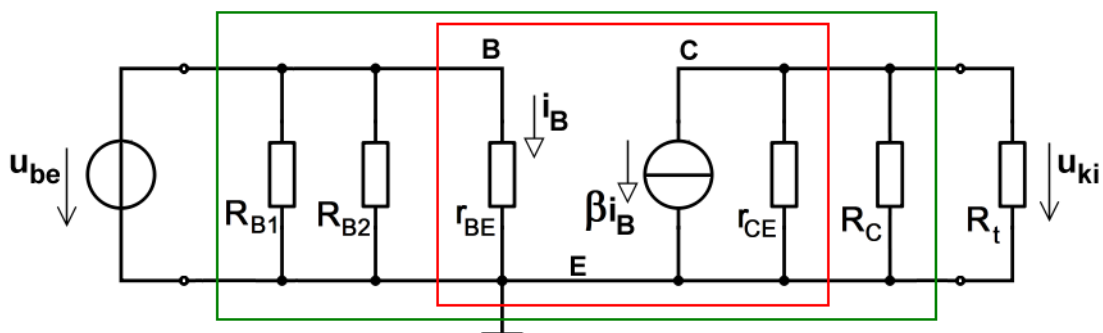 B
C
i_B
u_be
R_B1
R_B2
r_BE
βi_B
r_CE
R_C
R_t
u_ki
E